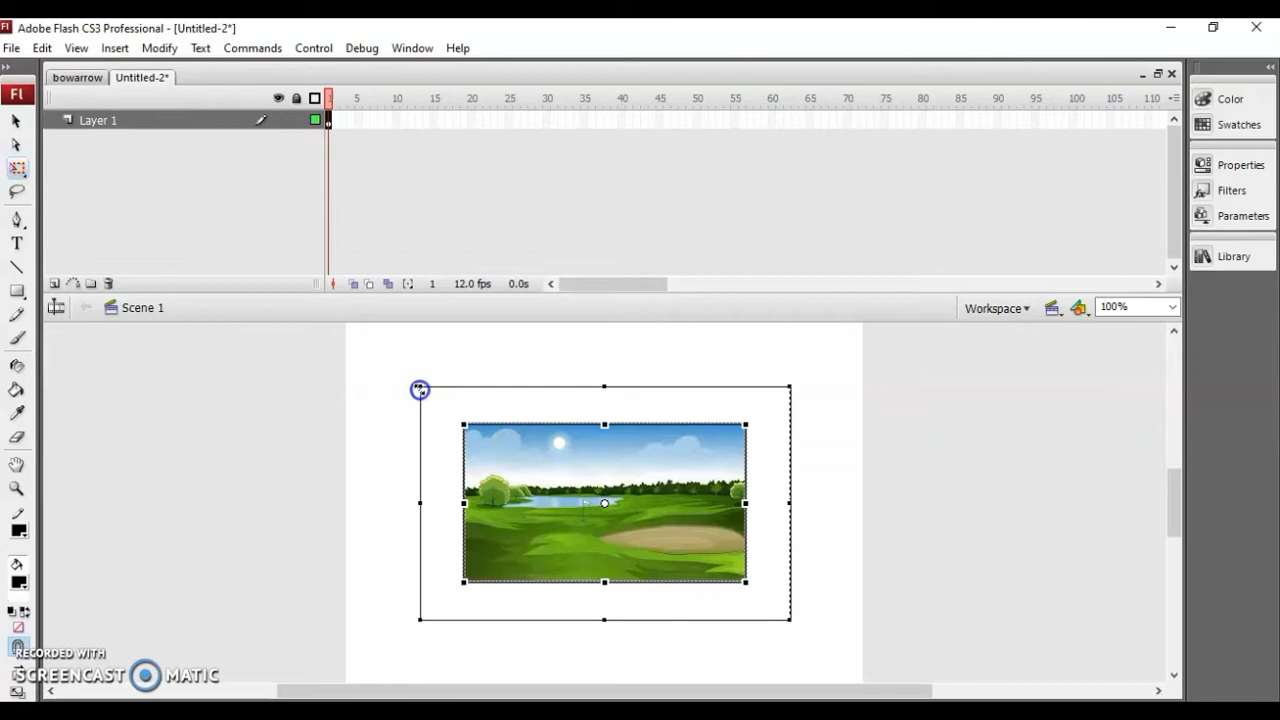 Fl Adobe Flash CS3 Professional - [Untitled-2*]
File Edit View Insert Modify Text Commands Control Debug Window Help
bowarrow Untitled-2*
Fl
5 10 15 20 25 30 35 40 45 50 55 60 65 70 75 80 85 90 95 100 105 110
Layer 1
1 12.0 fps 0.0s
Scene 1 Workspace 100%
Color
Swatches
Properties
Filters
Parameters
Library
T
RECORDED WITH
SCREENCAST MATIC